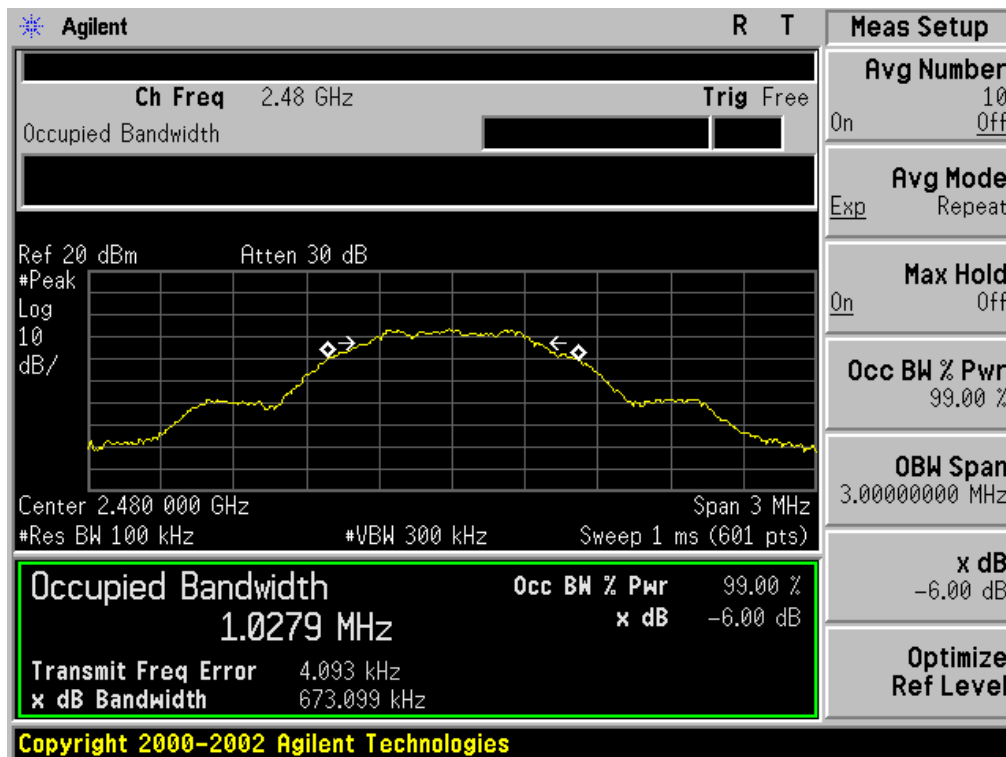 Agilent R T
Ch Freq 2.48 GHz Trig Free
Occupied Bandwidth
Ref 20 dBm Atten 30 dB
#Peak
Log
10
dB/
Center 2.480 000 GHz Span 3 MHz
#Res BW 100 kHz #VBW 300 kHz Sweep 1 ms (601 pts)
Occupied Bandwidth
1.0279 MHz
Occ BW % Pwr 99.00 %
x dB -6.00 dB
Transmit Freq Error 4.093 kHz
x dB Bandwidth 673.099 kHz
Copyright 2000-2002 Agilent Technologies
Meas Setup
Avg Number
10
On Off
Avg Mode
Exp Repeat
Max Hold
On Off
Occ BW % Pwr
99.00 %
OBW Span
3.00000000 MHz
x dB
-6.00 dB
Optimize
Ref Level